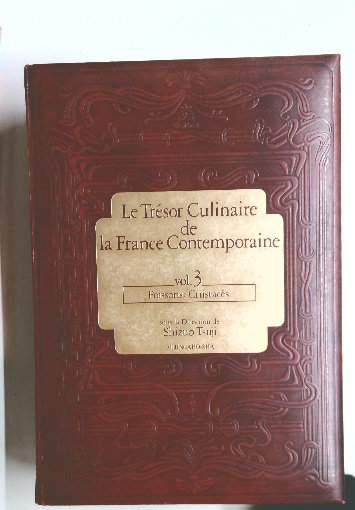 Le Trésor Culinaire
de
la France Contemporaine
vol. 3
Poissons/Crustacés
sous la Direction de
Shizuo Tsuji